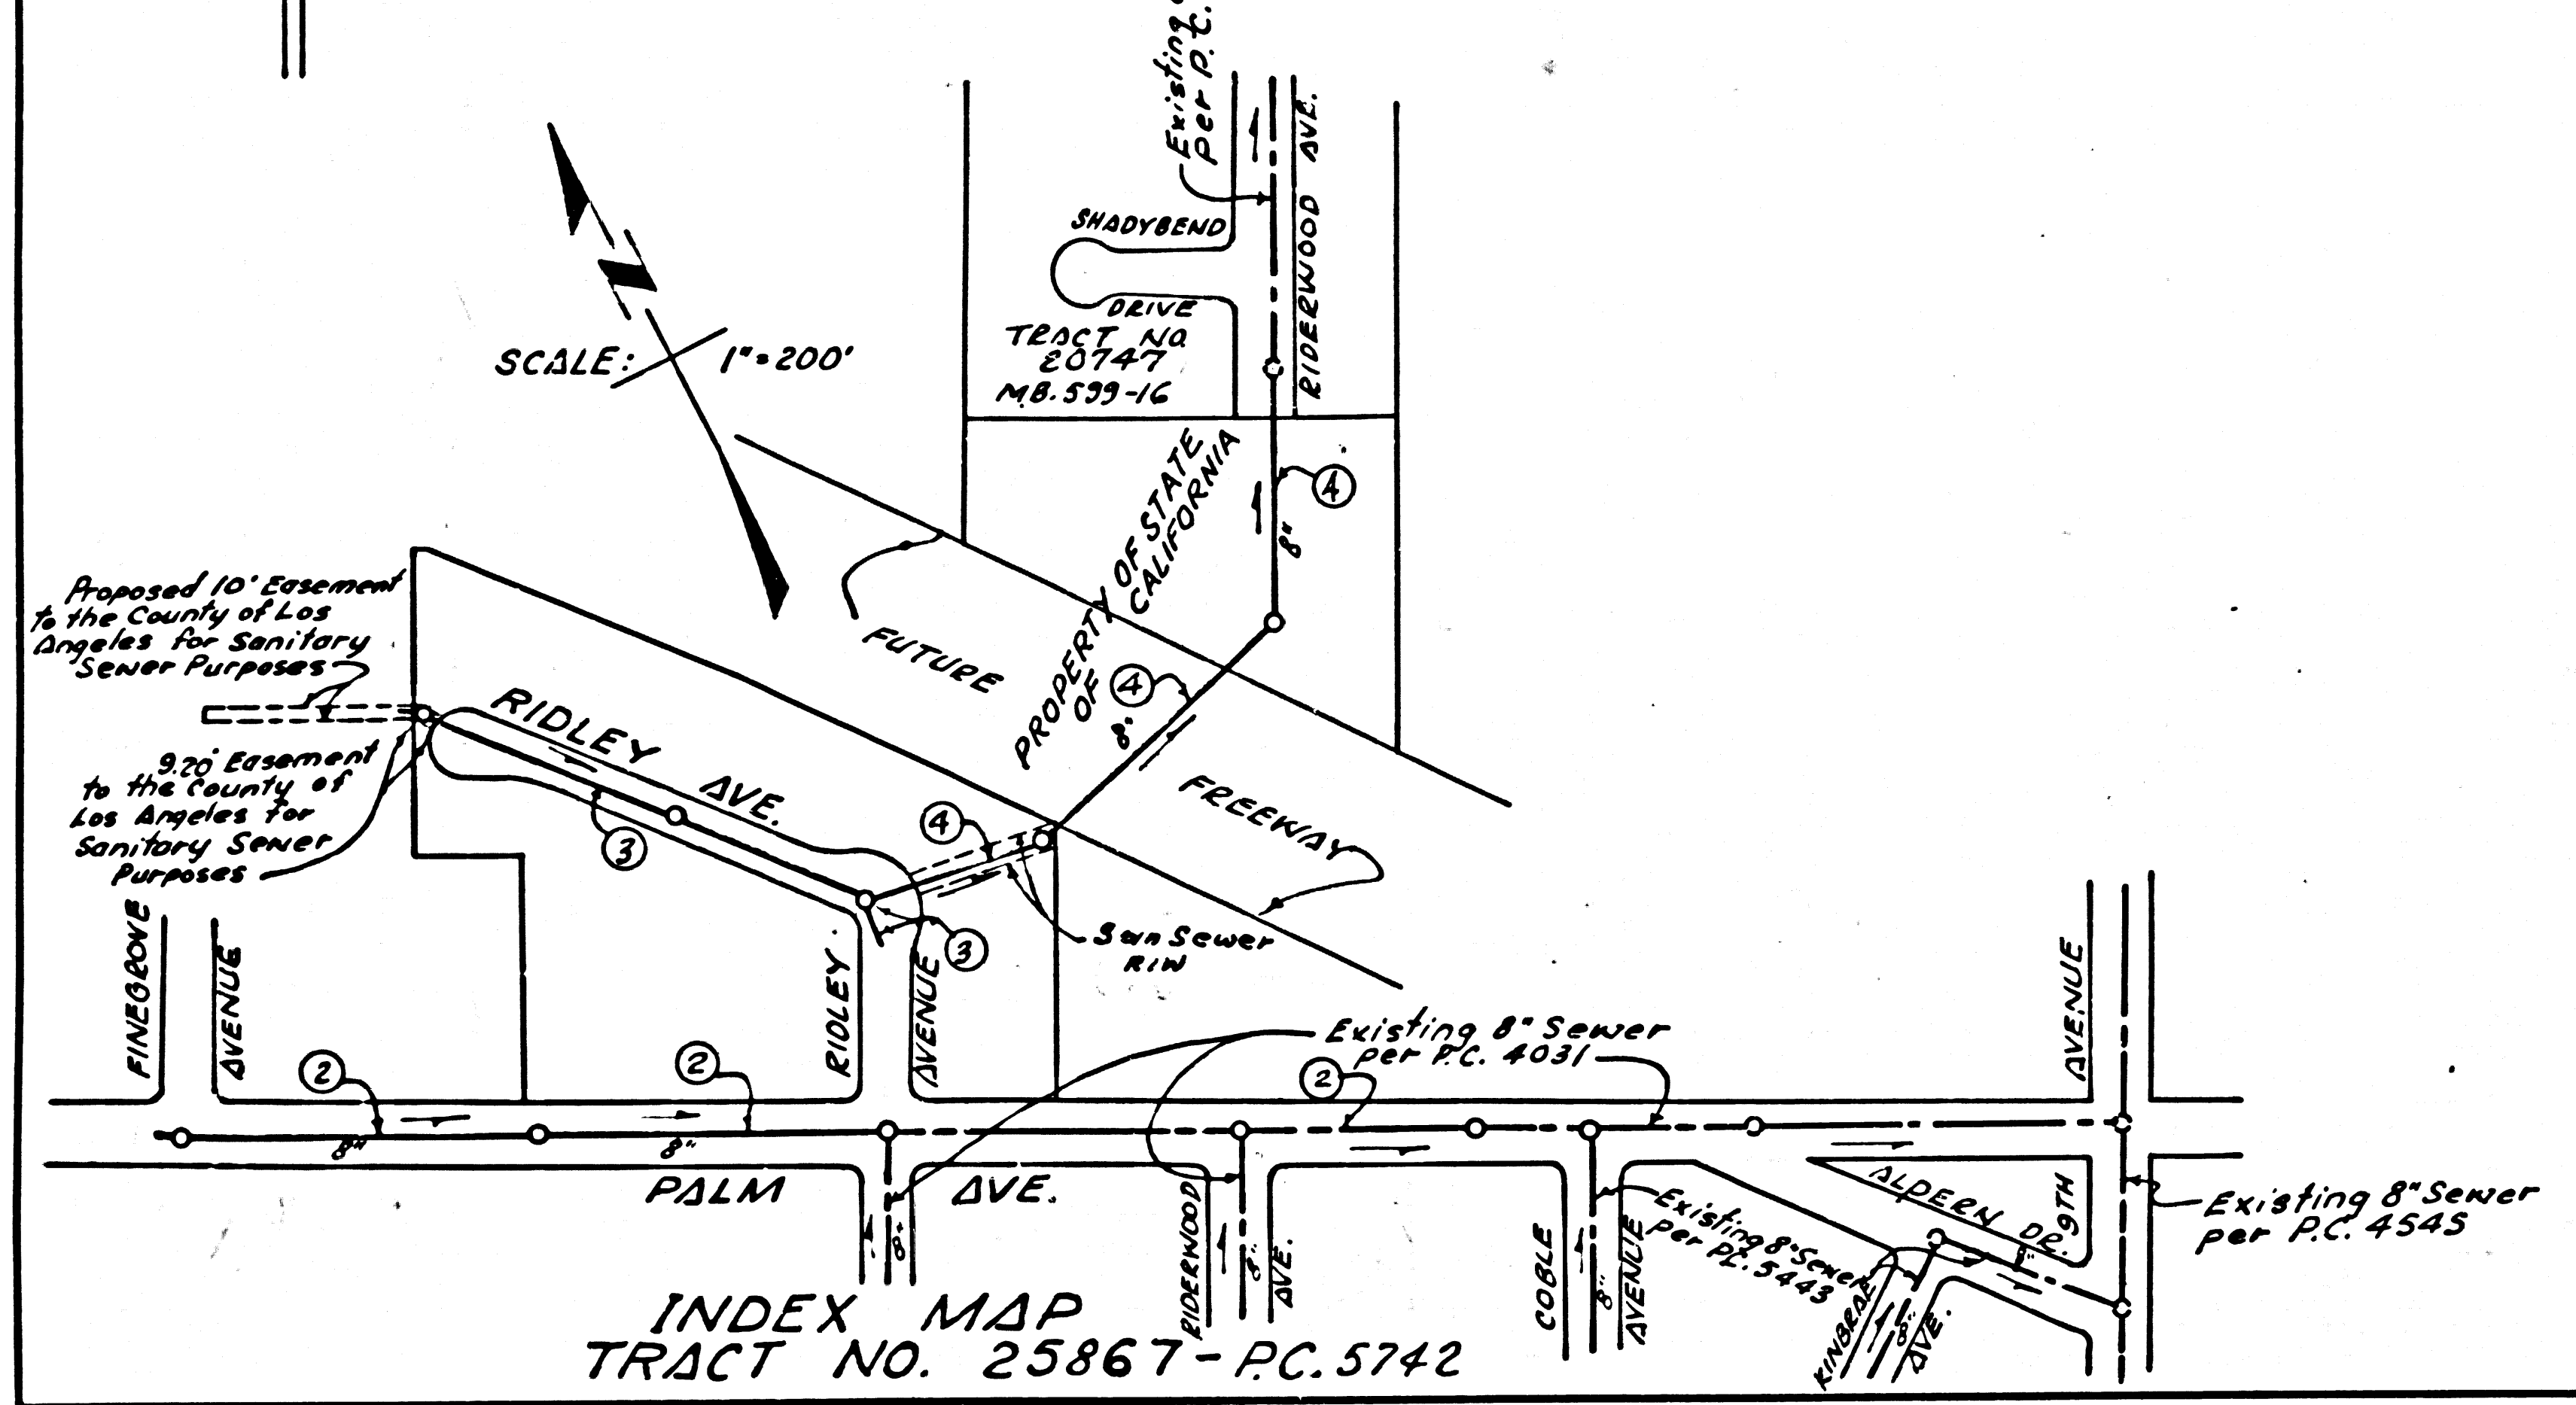 Existing
per P.C.
RIDERWOOD AVE.
SHADYBEND
DRIVE
TRACT NO.
20747
M.B. 599-16
N
SCALE: 1"=200'
PROPERTY OF STATE
OF CALIFORNIA
4
8"
4
8"
FUTURE
FREEWAY
Proposed 10' Easement
to the County of Los
Angeles for Sanitary
Sewer Purposes
9.20' Easement
to the County of
Los Angeles for
Sanitary Sewer
Purposes
RIDLEY AVE.
3
4
3
San Sewer
R/W
FINEGROVE
AVENUE
RIDLEY
AVENUE
2
2
2
Existing 8" Sewer
per P.C. 4031
AVENUE
9TH
8"
8"
PALM AVE.
8"
RIDERWOOD
AVE.
8"
COBLE
AVENUE
8"
Existing 8" Sewer
per P.C. 5443
ALDERN DR.
8"
KINBRAE
AVE.
8"
Existing 8" Sewer
per P.C. 4545
INDEX MAP
TRACT NO. 25867 - P.C. 5742